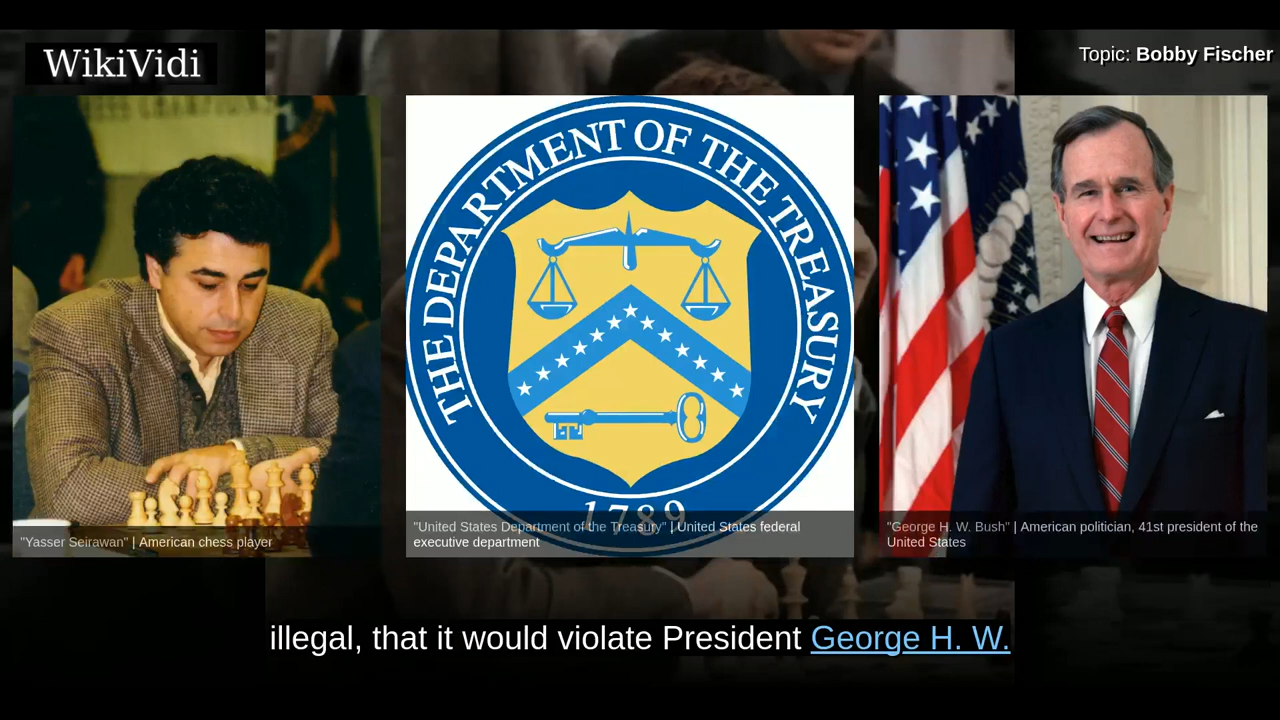 WikiVidi
Topic: Bobby Fischer
THE DEPARTMENT OF THE TREASURY
1789
"Yasser Seirawan" | American chess player
"United States Department of the Treasury" | United States federal
executive department
"George H. W. Bush" | American politician, 41st president of the
United States
illegal, that it would violate President George H. W.